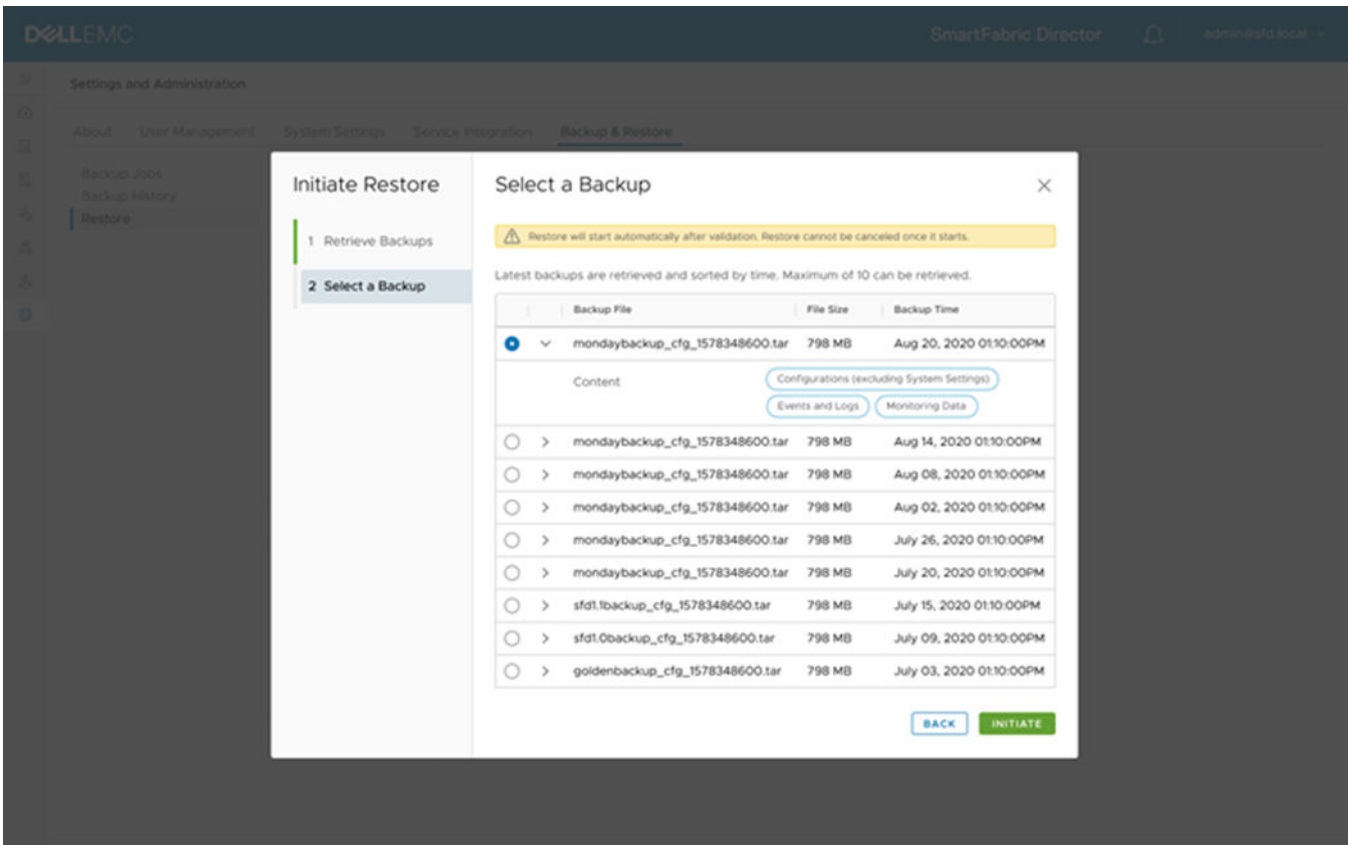 DELLEMC
SmartFabric Director
admin@sfd.local
Settings and Administration
About User Management System Settings Service Integration Backup & Restore
Backup Jobs
Backup History
Restore
Initiate Restore
1 Retrieve Backups
2 Select a Backup
Select a Backup
Restore will start automatically after validation. Restore cannot be canceled once it starts.
Latest backups are retrieved and sorted by time. Maximum of 10 can be retrieved.
Backup File File Size Backup Time
mondaybackup_cfg_1578348600.tar 798 MB Aug 20, 2020 01:10:00PM
Content
Configurations (excluding System Settings)
Events and Logs Monitoring Data
mondaybackup_cfg_1578348600.tar 798 MB Aug 14, 2020 01:10:00PM
mondaybackup_cfg_1578348600.tar 798 MB Aug 08, 2020 01:10:00PM
mondaybackup_cfg_1578348600.tar 798 MB Aug 02, 2020 01:10:00PM
mondaybackup_cfg_1578348600.tar 798 MB July 26, 2020 01:10:00PM
mondaybackup_cfg_1578348600.tar 798 MB July 20, 2020 01:10:00PM
sfd1.1backup_cfg_1578348600.tar 798 MB July 15, 2020 01:10:00PM
sfd1.0backup_cfg_1578348600.tar 798 MB July 09, 2020 01:10:00PM
goldenbackup_cfg_1578348600.tar 798 MB July 03, 2020 01:10:00PM
BACK INITIATE